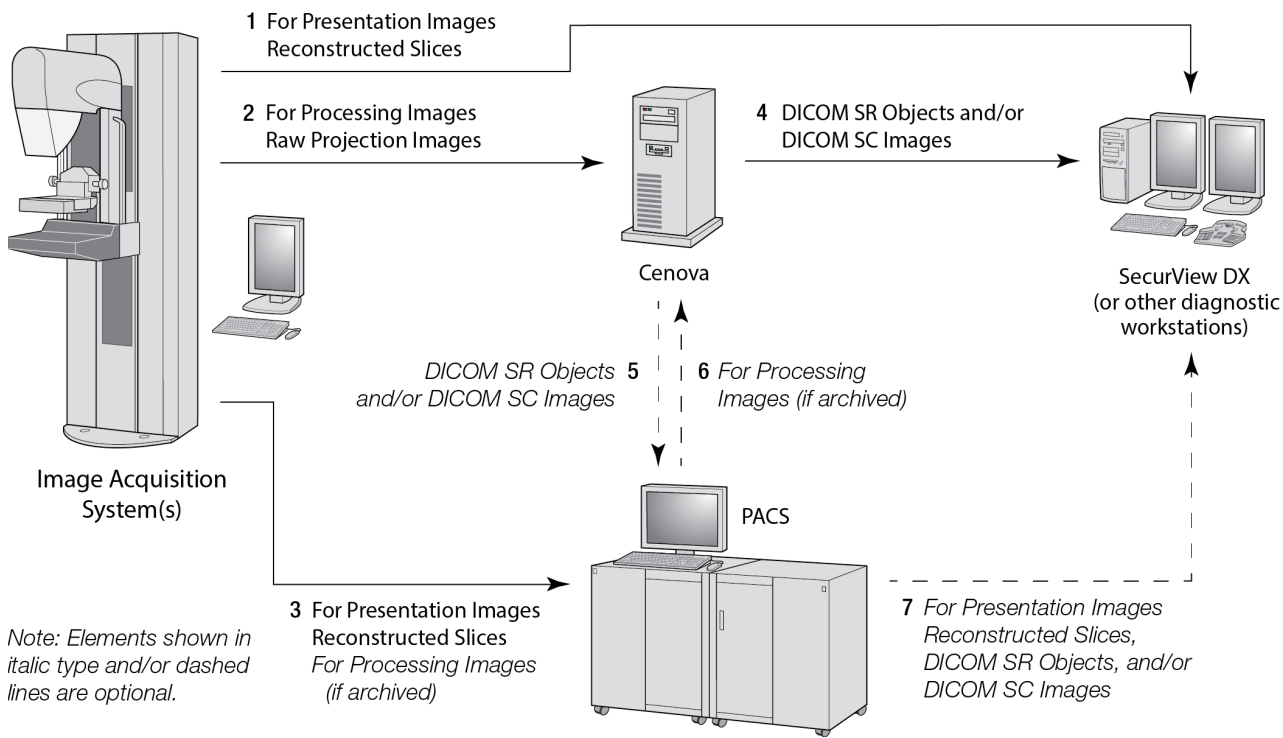 1 For Presentation Images
Reconstructed Slices
2 For Processing Images
Raw Projection Images
4 DICOM SR Objects and/or
DICOM SC Images
Cenova
SecurView DX
(or other diagnostic
workstations)
DICOM SR Objects 5
and/or DICOM SC Images
6 For Processing
Images (if archived)
Image Acquisition
System(s)
PACS
3 For Presentation Images
Reconstructed Slices
For Processing Images
(if archived)
7 For Presentation Images
Reconstructed Slices,
DICOM SR Objects, and/or
DICOM SC Images
Note: Elements shown in
italic type and/or dashed
lines are optional.